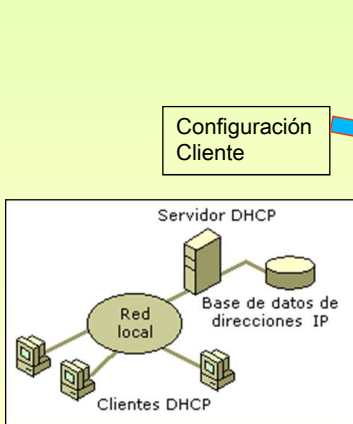 Configuración
Cliente
Servidor DHCP
Base de datos de
direcciones IP
Red
local
Clientes DHCP